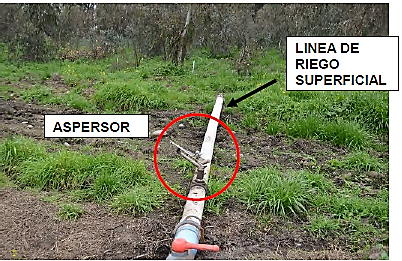 LINEA DE
RIEGO
SUPERFICIAL
ASPERSOR